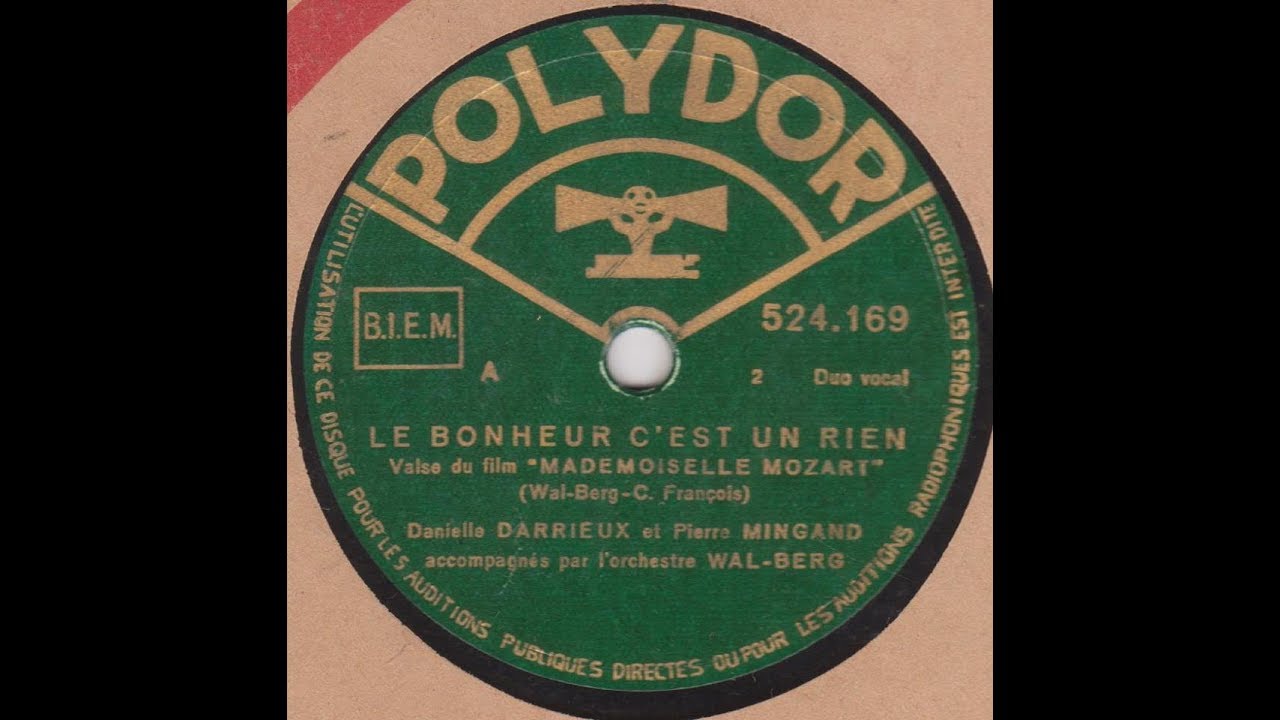 POLYDOR
B.I.E.M.
524.169
A
2 Duo vocal
LE BONHEUR C'EST UN RIEN
Valse du film "MADEMOISELLE MOZART"
(Wal-Berg-C. François)
Danielle DARRIEUX et Pierre MINGAND
accompagnés par l'orchestre WAL-BERG
L'UTILISATION DE CE DISQUE POUR LES AUDITIONS PUBLIQUES DIRECTES OU POUR LES AUDITIONS RADIOPHONIQUES EST INTERDITE